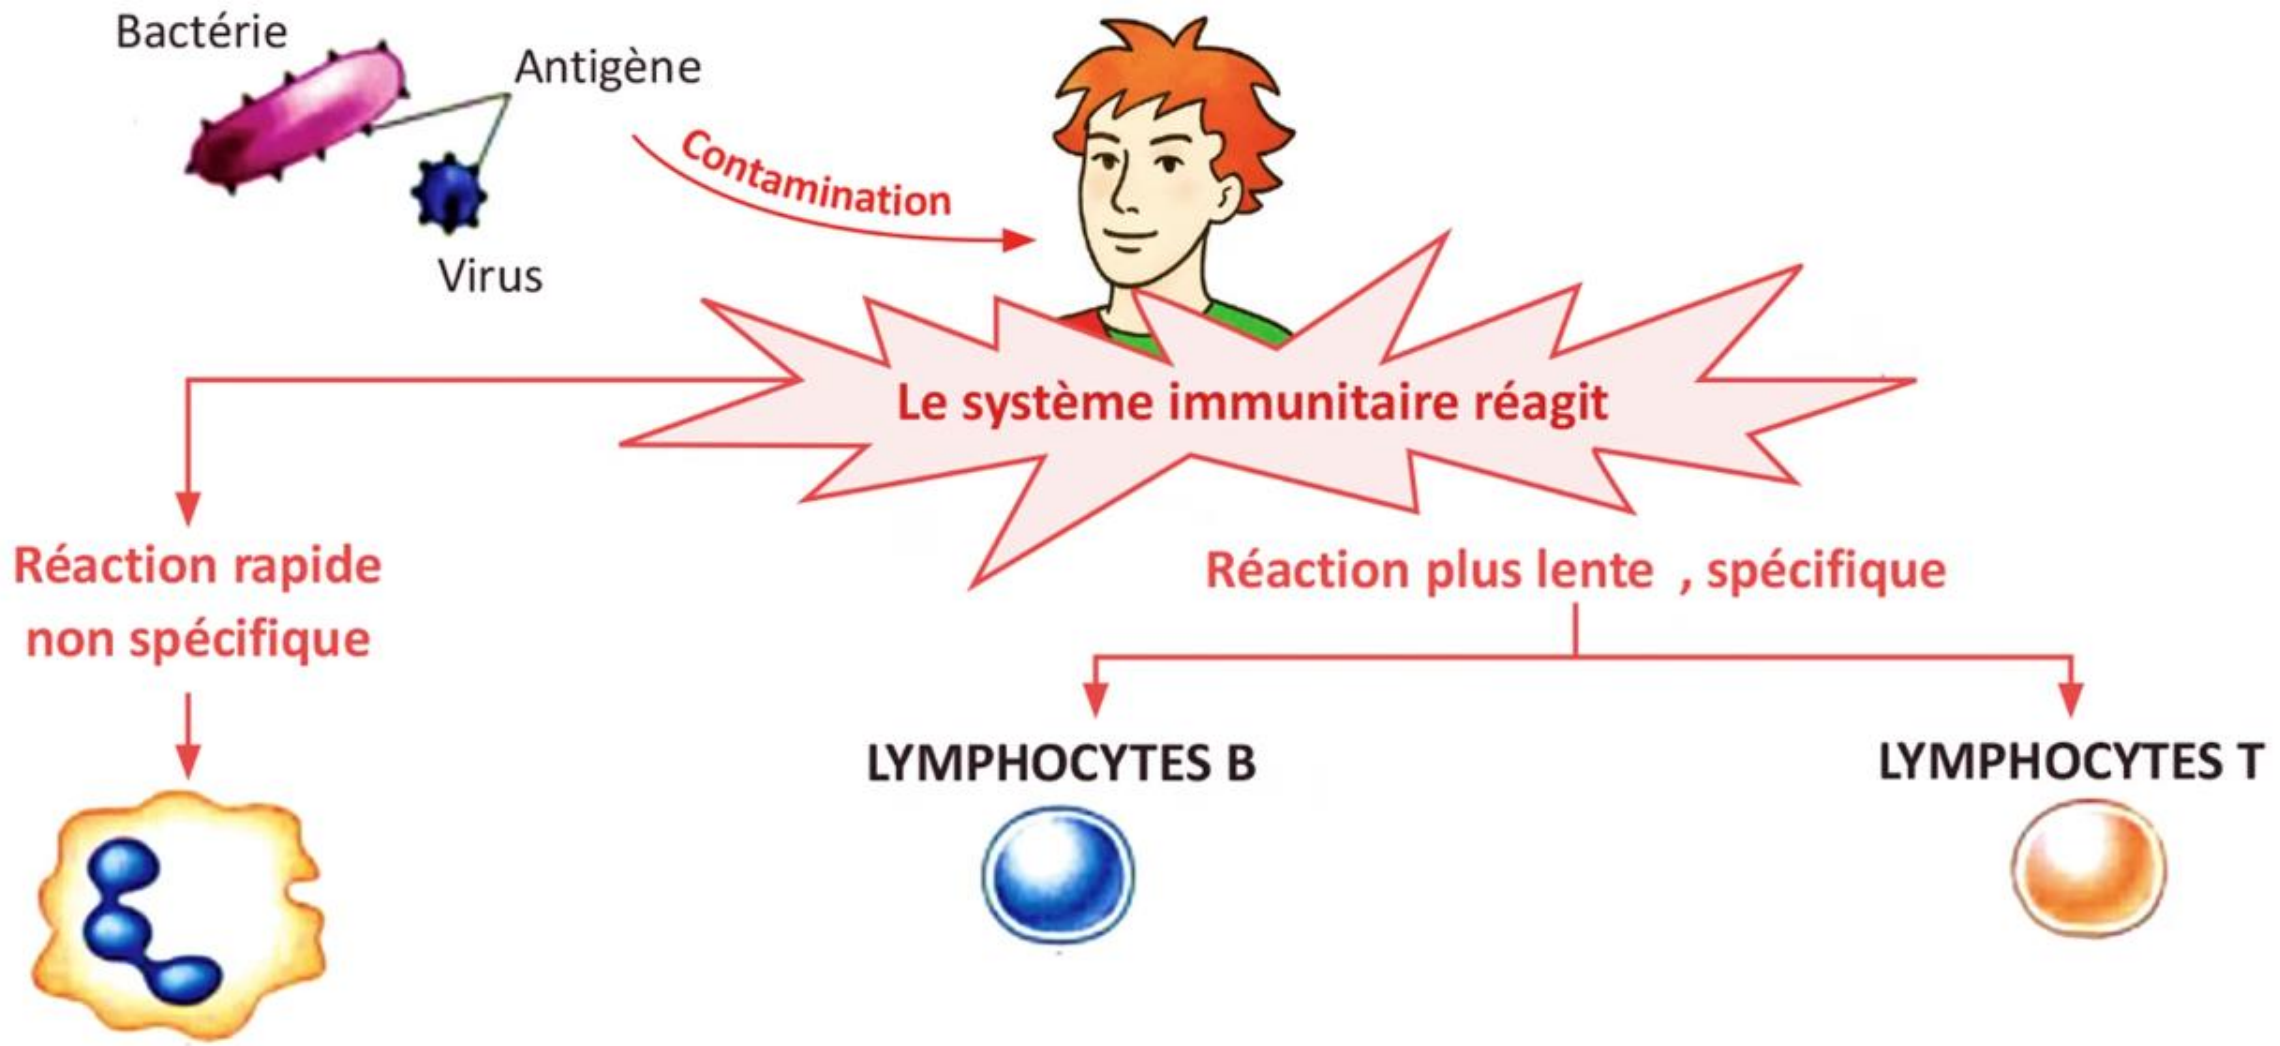 Bactérie
Antigène
Contamination
Virus
Le système immunitaire réagit
Réaction rapide
non spécifique
Réaction plus lente , spécifique
LYMPHOCYTES B
LYMPHOCYTES T